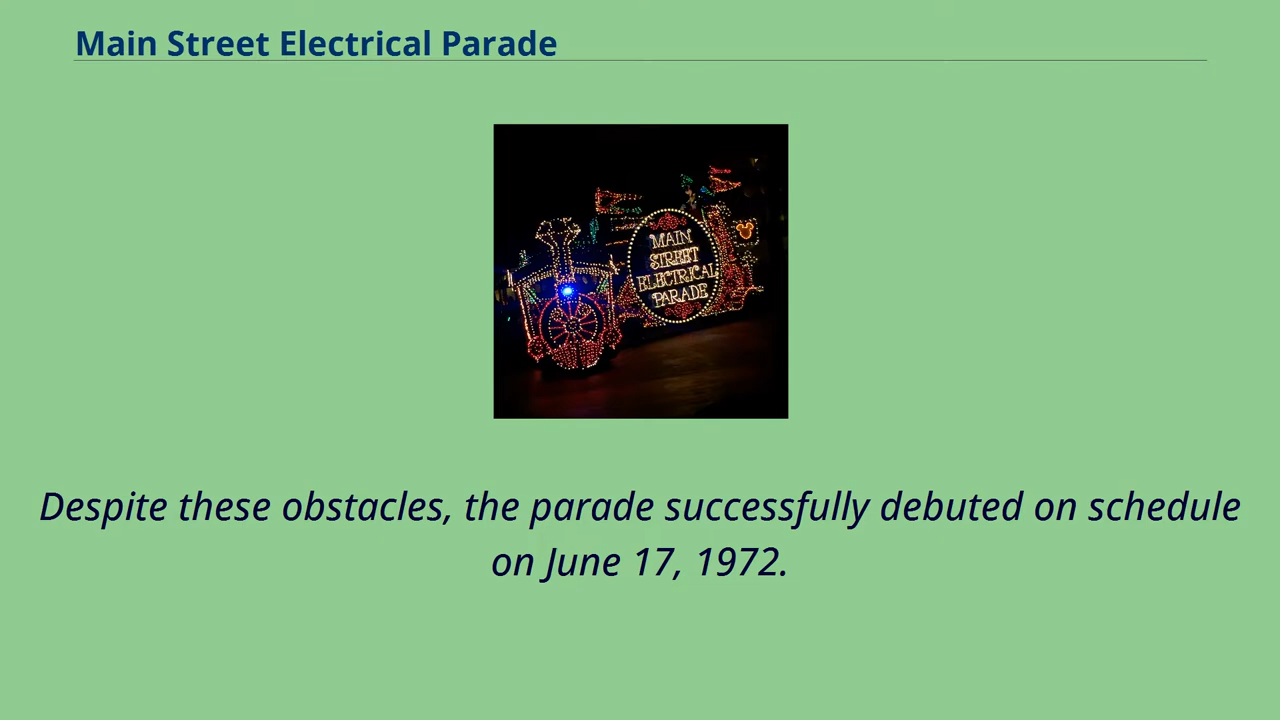 Main Street Electrical Parade
MAIN
STREET
ELECTRICAL
PARADE
Despite these obstacles, the parade successfully debuted on schedule
on June 17, 1972.